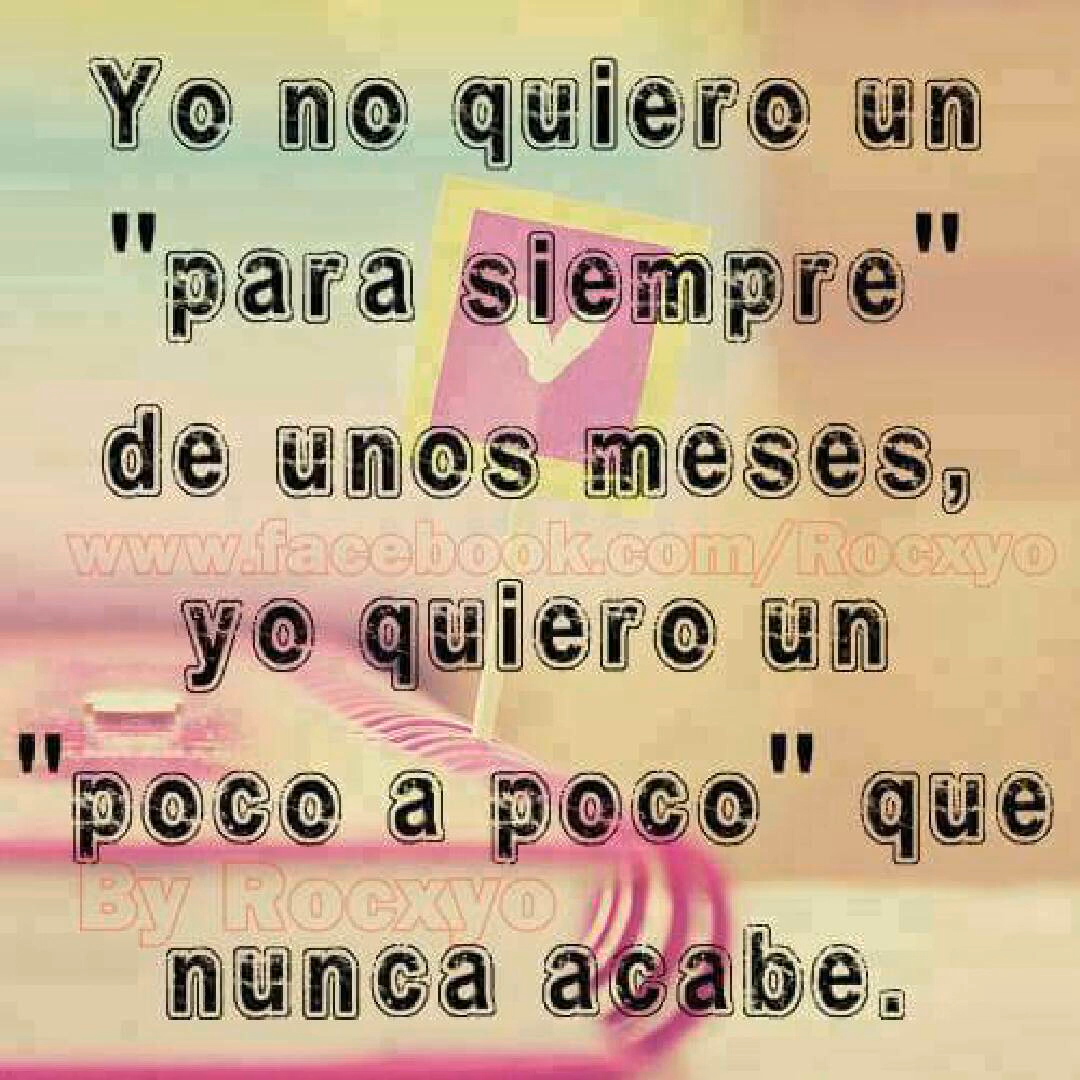 Yo no quiero un
"para siempre"
de unos meses,
www.facebook.com/Rocxyo
yo quiero un
"poco a poco" que
By Rocxyo
nunca acabe.